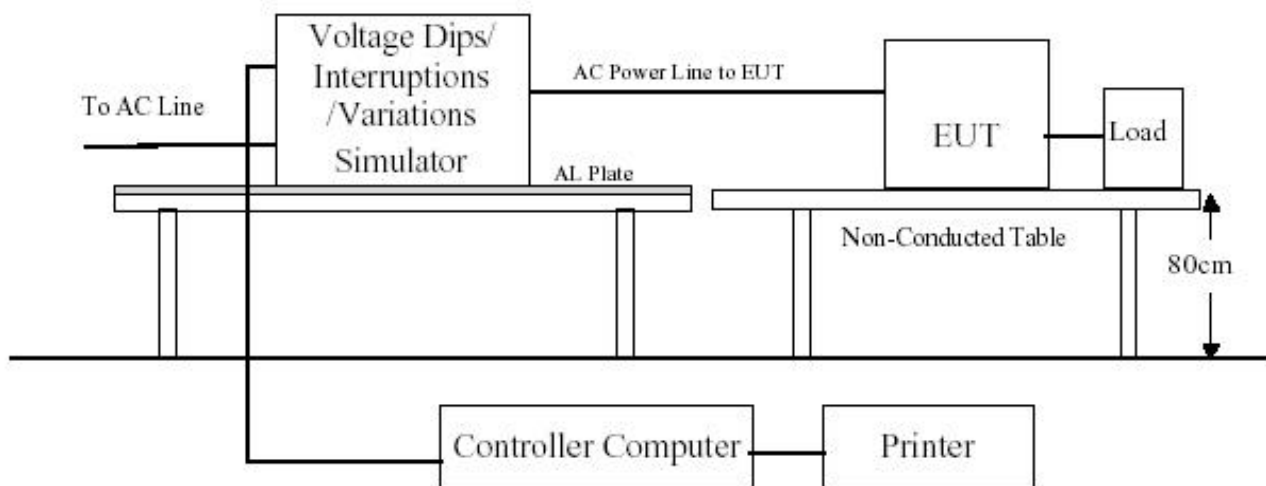 Voltage Dips/
Interruptions
/Variations
Simulator
To AC Line
AC Power Line to EUT
EUT
Load
AL Plate
Non-Conducted Table
80cm
Controller Computer
Printer